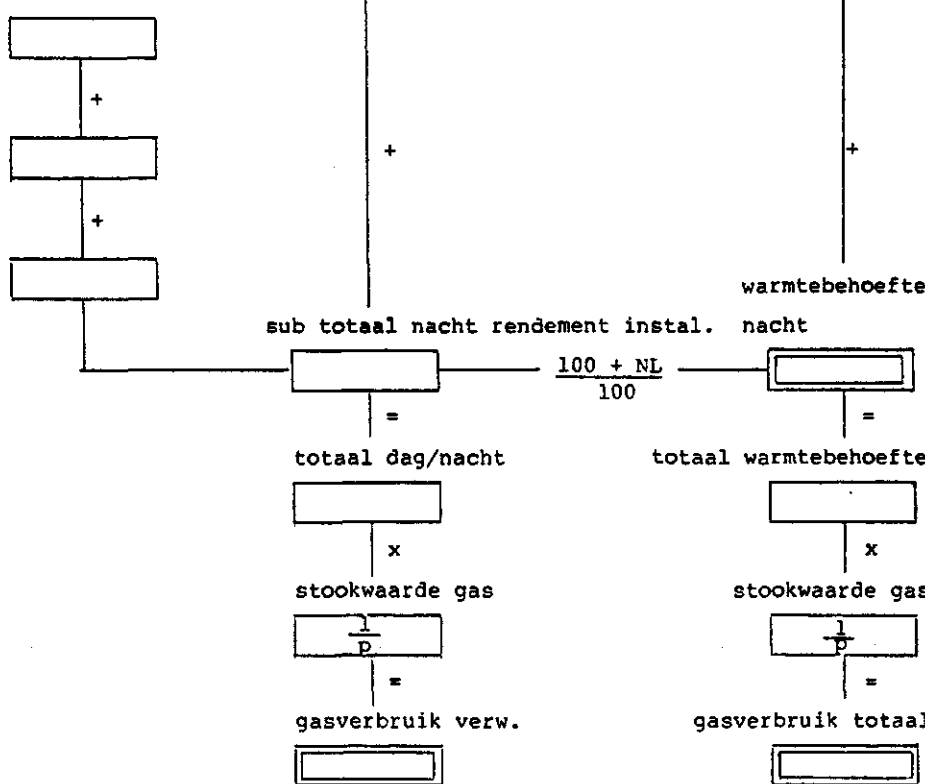 +
+ +
+
warmtebehoefte
sub totaal nacht rendement instal. nacht
100 + NL
100
= =
totaal dag/nacht totaal warmtebehoefte
x x
stookwaarde gas stookwaarde gas
1 1
p p
= =
gasverbruik verw. gasverbruik totaal